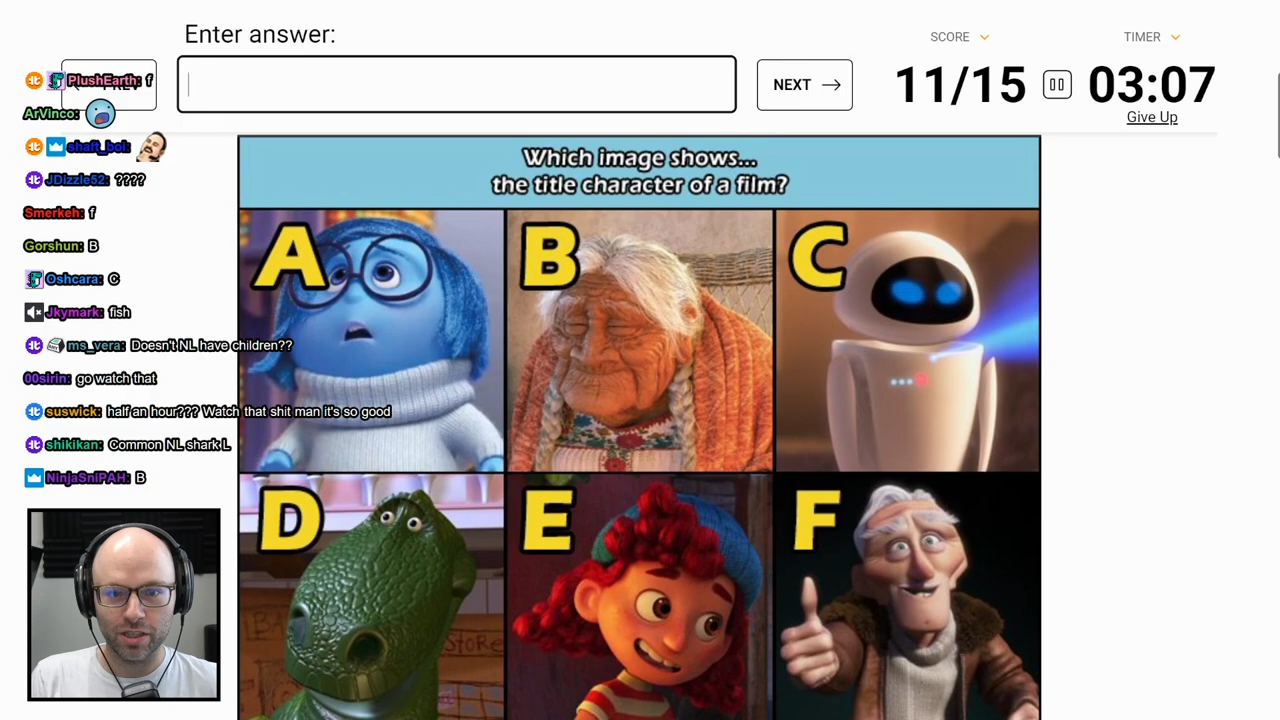 Enter answer:
SCORE
TIMER
NEXT
11/15
03:07
Give Up
PlushEarth: f
ArVinco:
shaft_bot:
JDizzle52: ????
Smerkeh: f
Gorshun: B
Oshcara: C
Jkymark: fish
ms_vera: Doesn't NL have children??
00sirin: go watch that
suswick: half an hour??? Watch that shit man it's so good
shikikan: Common NL shark L
NinjaSnIPAH: B
Which image shows...
the title character of a film?
A
B
C
D
E
F